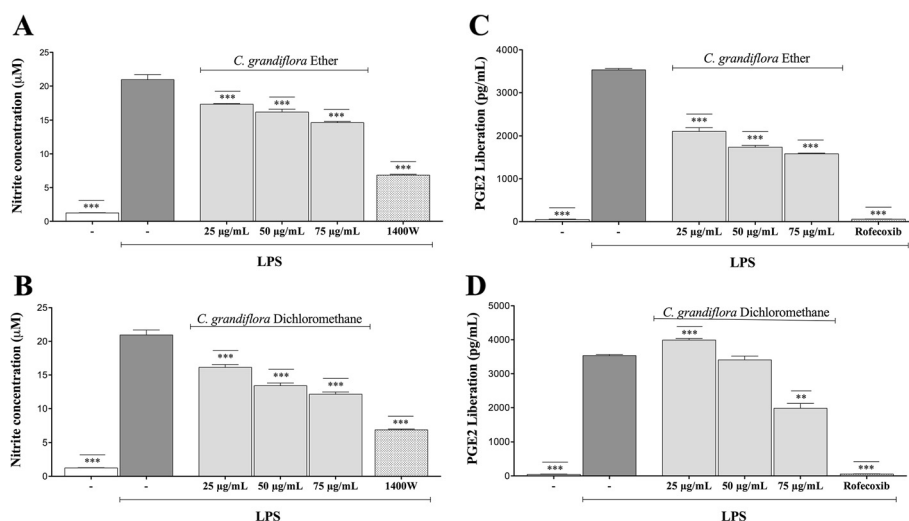 A
C. grandiflora Ether
Nitrite concentration (µM)
25
20
15
10
5
0
***
***
***
***
***
- - 25 µg/mL 50 µg/mL 75 µg/mL 1400W
LPS
C
C. grandiflora Ether
PGE2 Liberation (pg/mL)
4000
3000
2000
1000
0
***
***
***
***
***
- - 25 µg/mL 50 µg/mL 75 µg/mL Rofecoxib
LPS
B
C. grandiflora Dichloromethane
Nitrite concentration (µM)
25
20
15
10
5
0
***
***
***
***
***
- - 25 µg/mL 50 µg/mL 75 µg/mL 1400W
LPS
D
C. grandiflora Dichloromethane
PGE2 Liberation (pg/mL)
5000
4000
3000
2000
1000
0
***
***
**
***
- - 25 µg/mL 50 µg/mL 75 µg/mL Rofecoxib
LPS